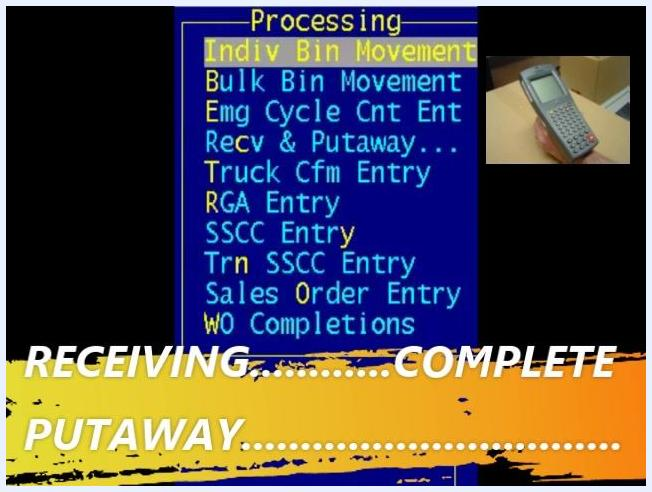 Processing
Indiv Bin Movement
Bulk Bin Movement
Emg Cycle Cnt Ent
Recv & Putaway...
Truck Cfm Entry
RGA Entry
SSCC Entry
Trn SSCC Entry
Sales Order Entry
WO Completions
RECEIVING............COMPLETE
PUTAWAY.................................